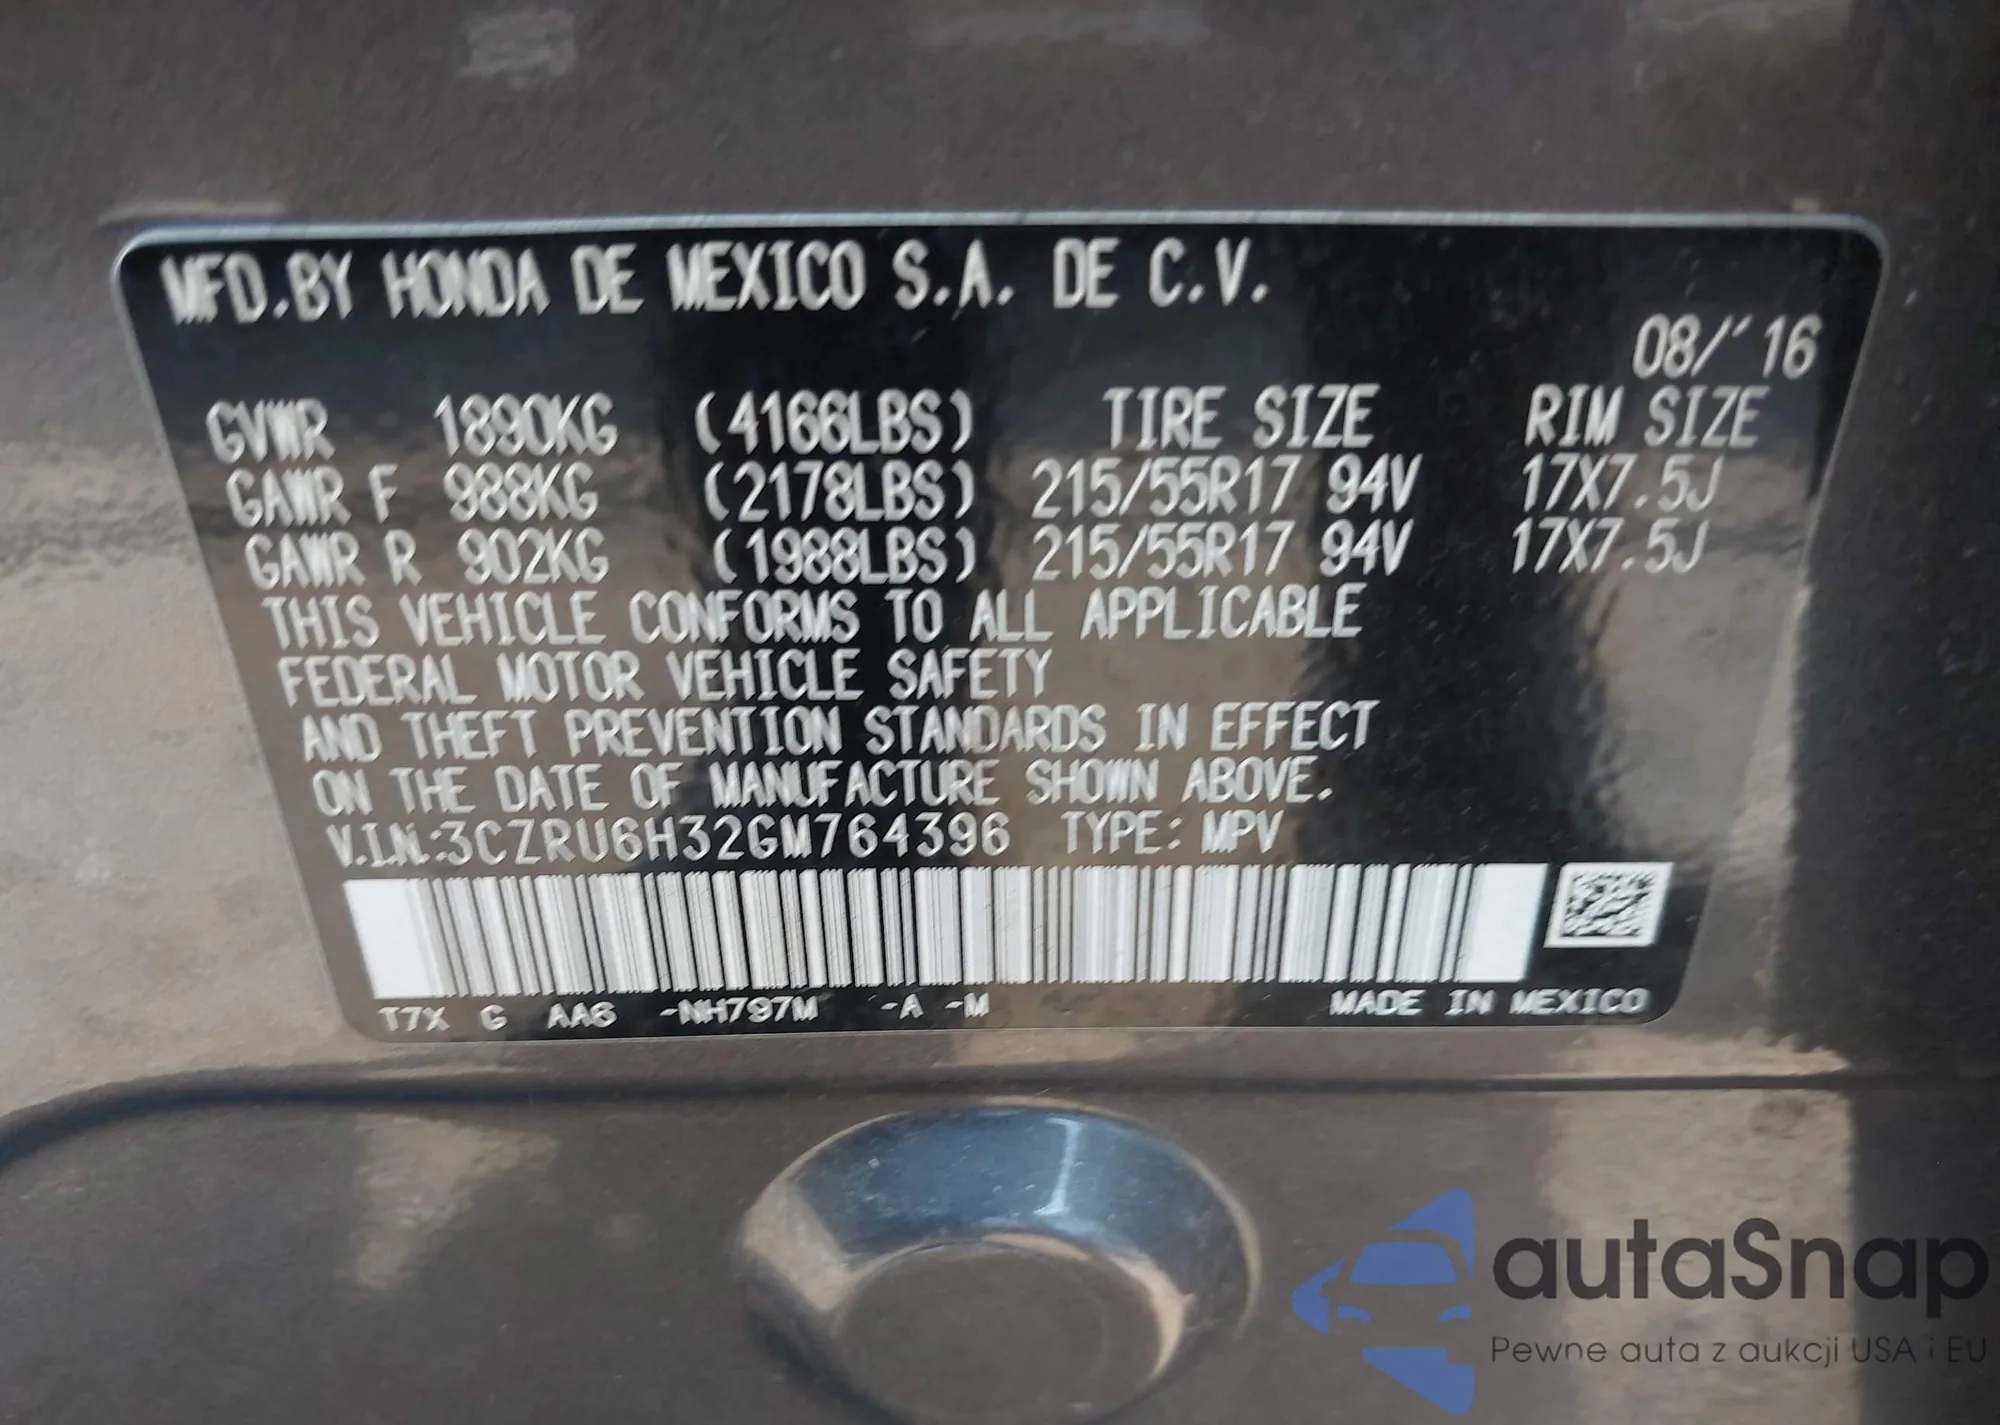 MFD.BY HONDA DE MEXICO S.A. DE C.V.
08/'16
GVWR 1890KG (4166LBS) TIRE SIZE RIM SIZE
GAWR F 988KG (2178LBS) 215/55R17 94V 17X7.5J
GAWR R 902KG (1988LBS) 215/55R17 94V 17X7.5J
THIS VEHICLE CONFORMS TO ALL APPLICABLE
FEDERAL MOTOR VEHICLE SAFETY
AND THEFT PREVENTION STANDARDS IN EFFECT
ON THE DATE OF MANUFACTURE SHOWN ABOVE.
V.I.N.:3CZRU6H32GM764396 TYPE: MPV
T7X G AA6 -NH797M -A -M MADE IN MEXICO
autaSnap
Pewne auta z aukcji USA i EU